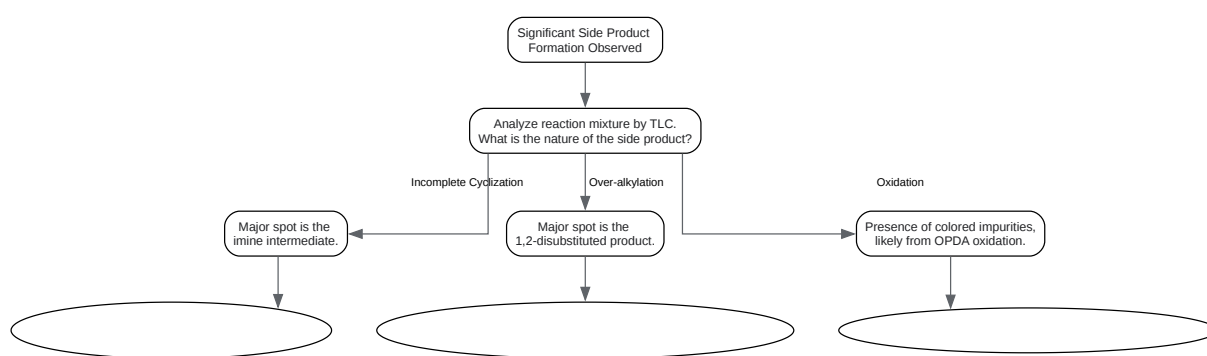 Significant Side Product
Formation Observed
Analyze reaction mixture by TLC.
What is the nature of the side product?
Incomplete Cyclization
Over-alkylation
Oxidation
Major spot is the
imine intermediate.
Major spot is the
1,2-disubstituted product.
Presence of colored impurities,
likely from OPDA oxidation.